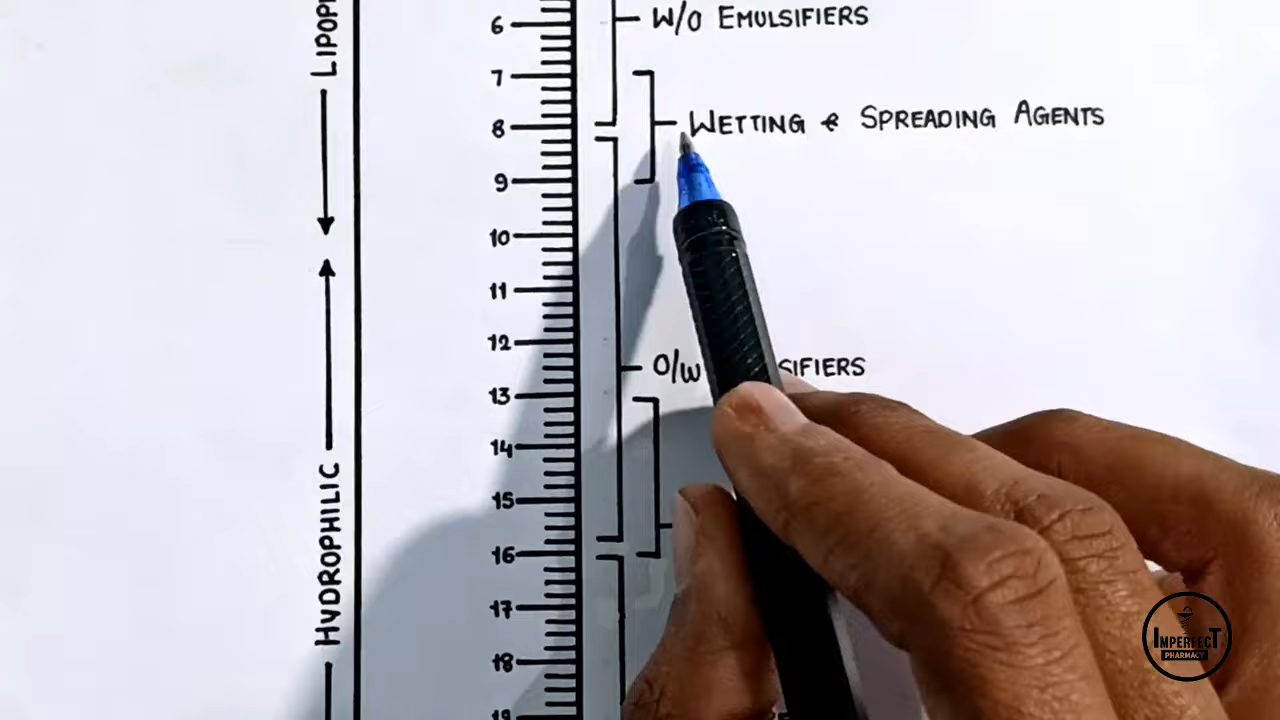 LIPOP
6
W/O EMULSIFIERS
7
8
WETTING & SPREADING AGENTS
9
10
11
12
O/W SIFIERS
13
14
15
16
HYDROPHILIC
17
18
19
IMPERFECT
PHARMACY